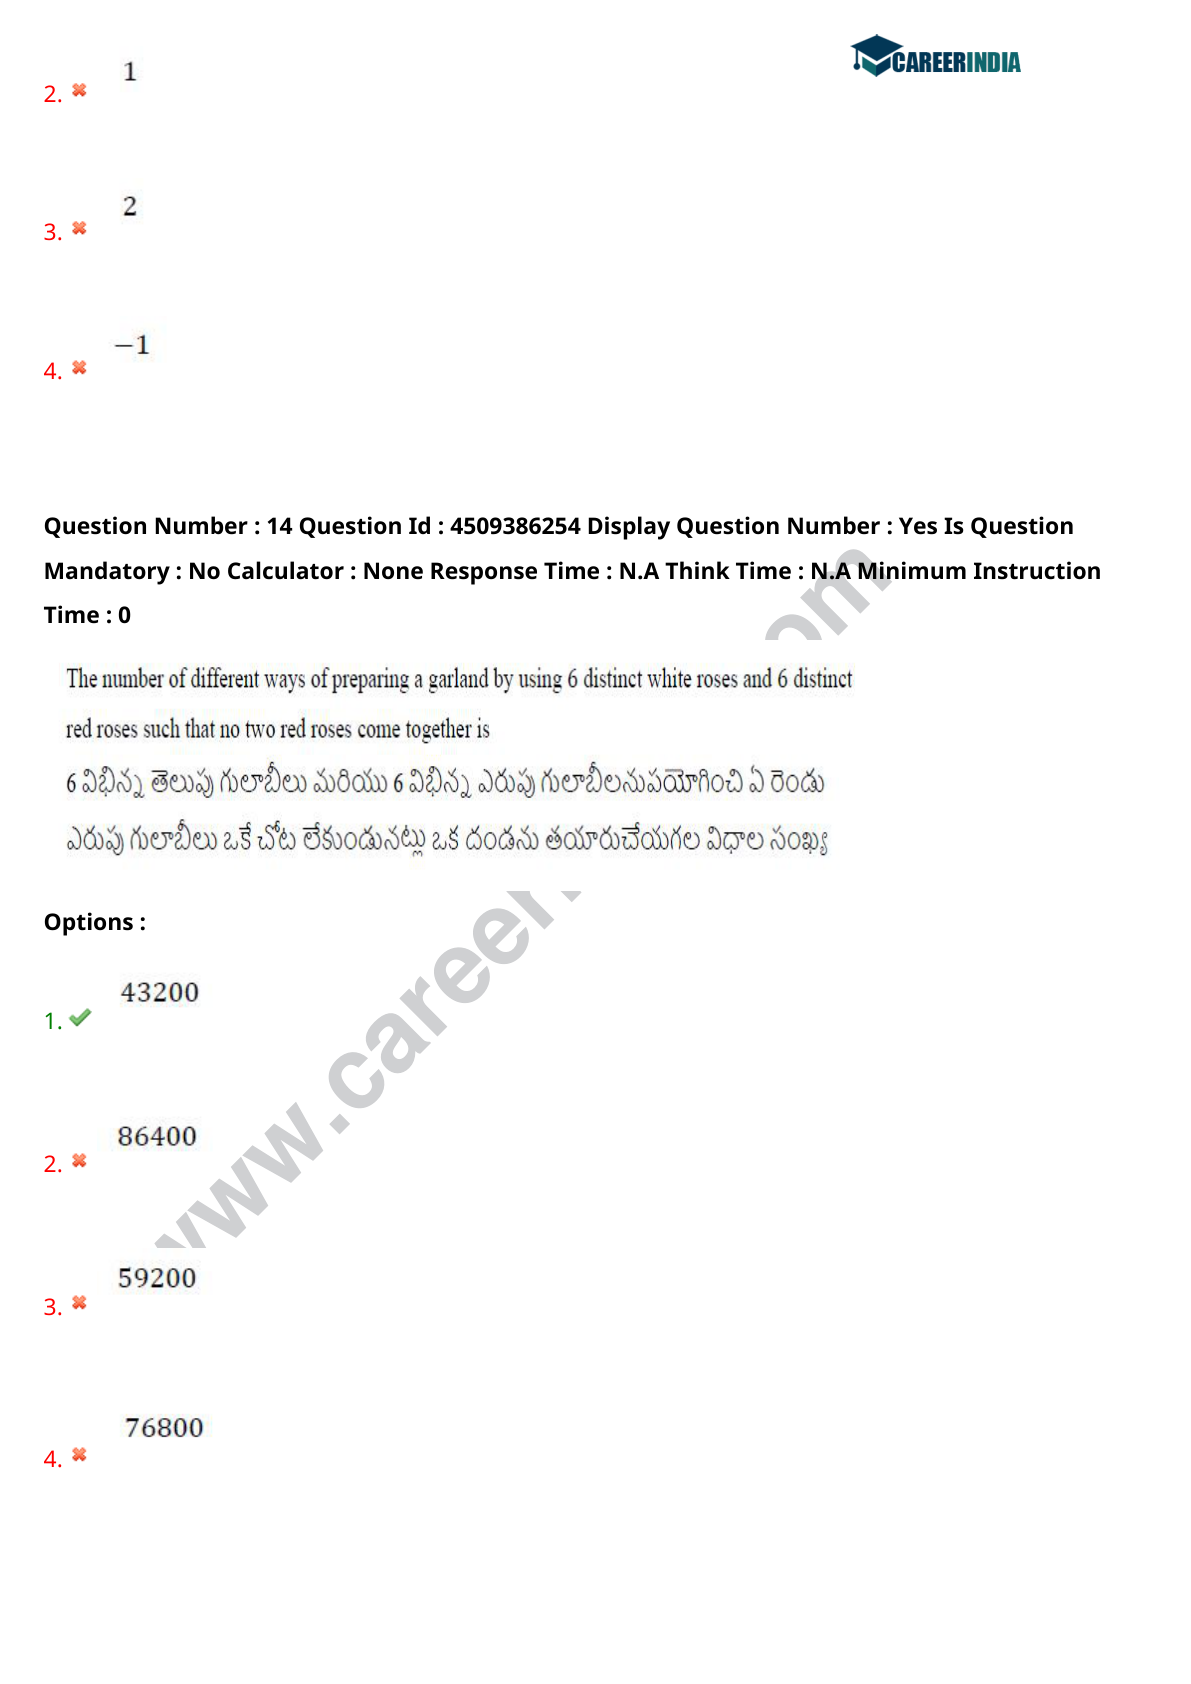 CAREERINDIA
1
2.
2
3.
−1
4.
Question Number : 14 Question Id : 4509386254 Display Question Number : Yes Is Question
Mandatory : No Calculator : None Response Time : N.A Think Time : N.A Minimum Instruction
Time : 0
The number of different ways of preparing a garland by using 6 distinct white roses and 6 distinct
red roses such that no two red roses come together is
6 విభిన్న తెలుపు గులాబీలు మరియు 6 విభిన్న ఎరుపు గులాబీలనుపయోగించి ఏ రెండు
ఎరుపు గులాబీలు ఒకే చోట లేకుండునట్లు ఒక దండను తయారుచేయగల విధాల సంఖ్య
Options :
43200
1.
86400
2.
59200
3.
76800
4.